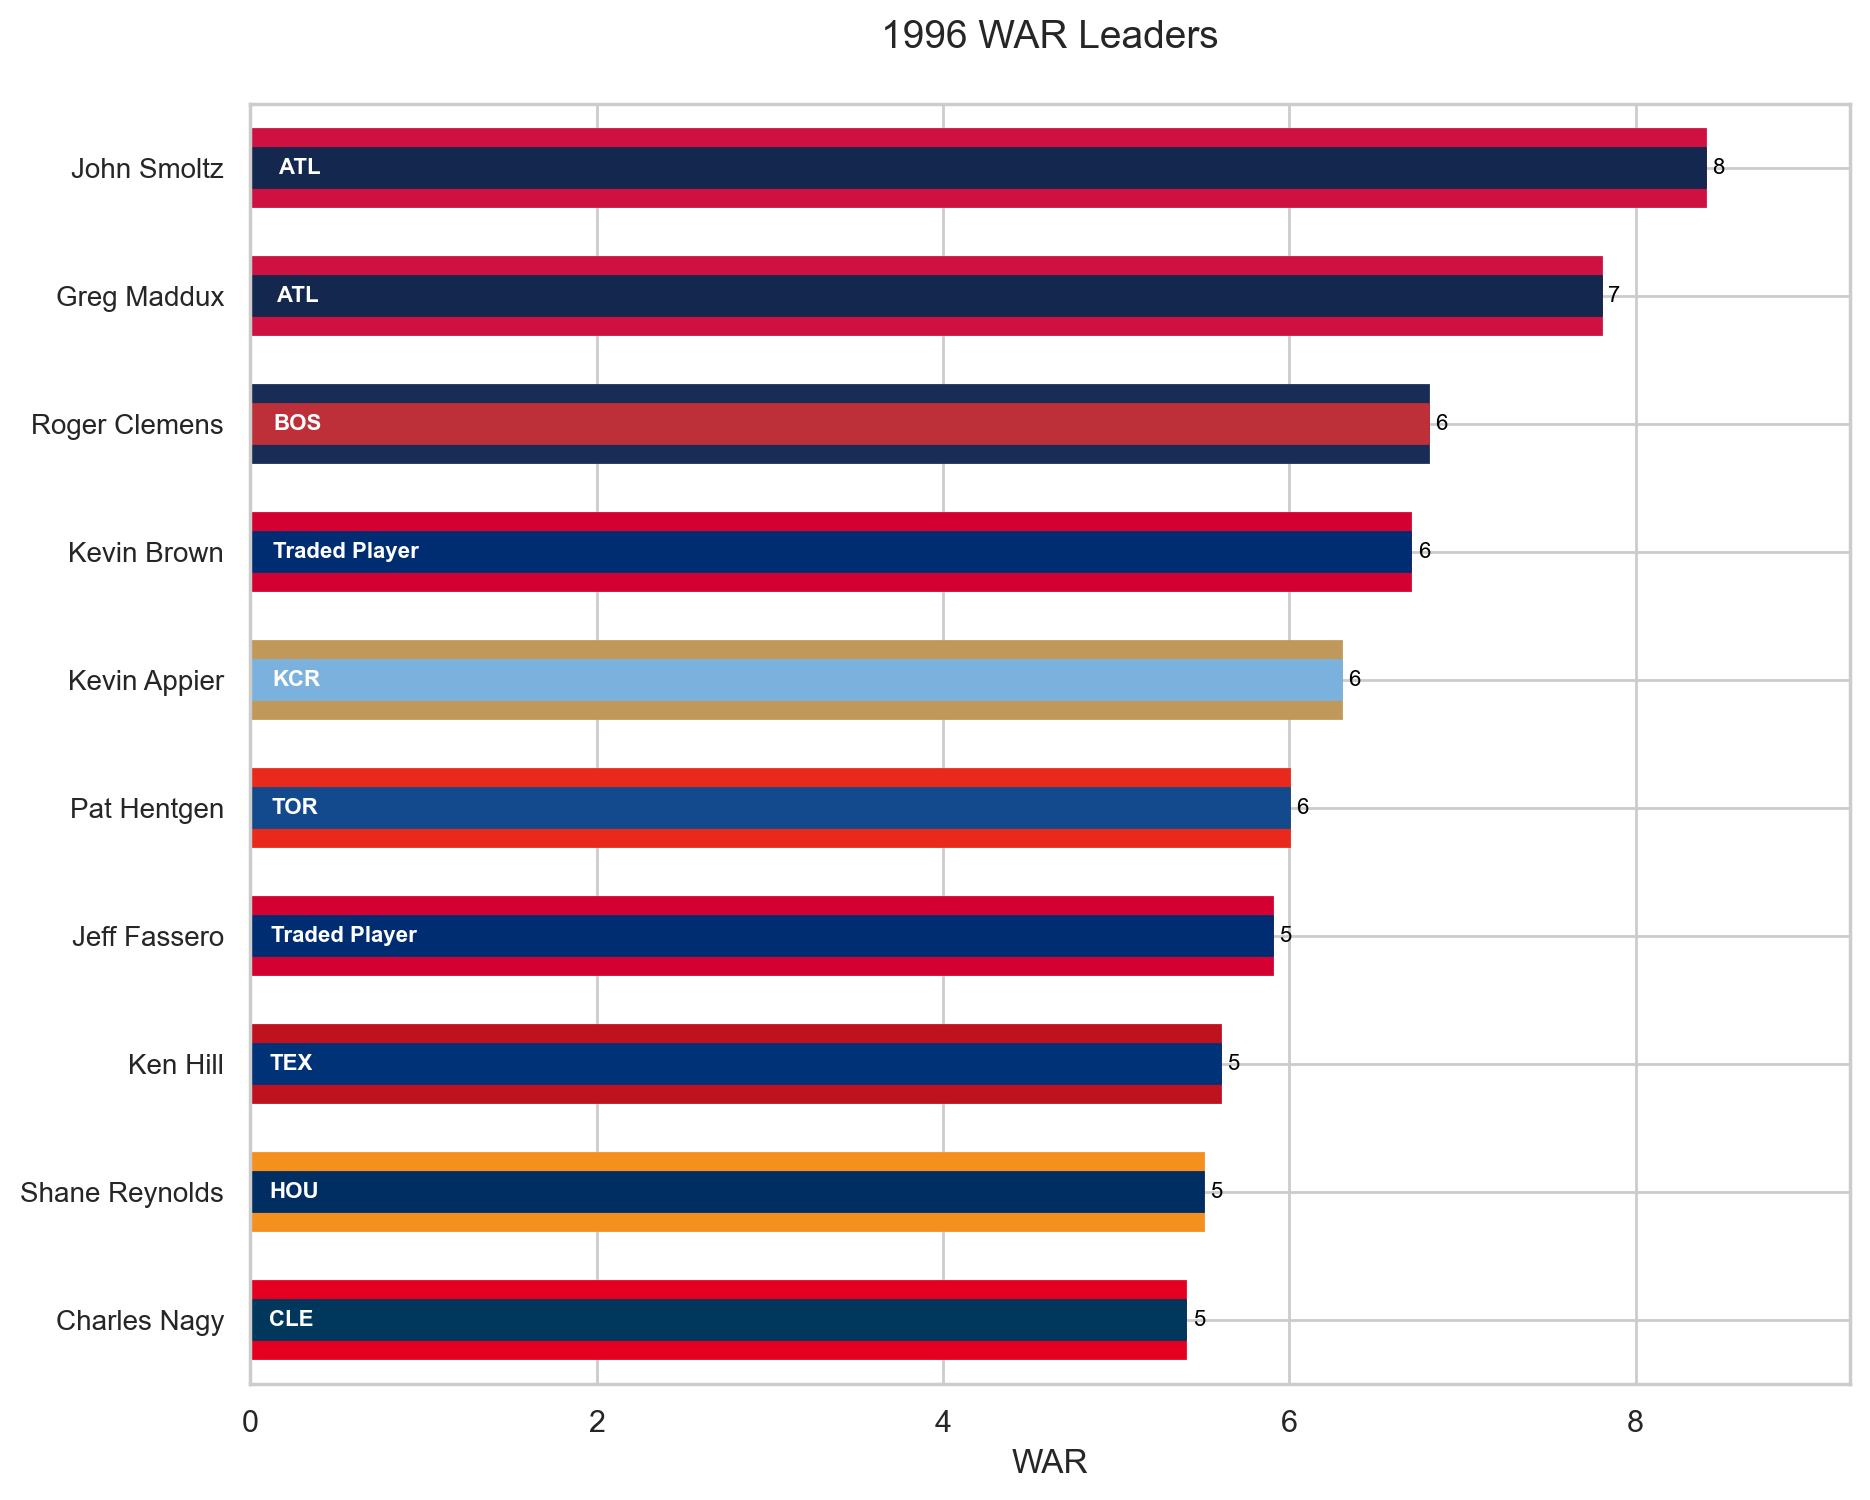 1996 WAR Leaders
John Smoltz ATL 8
Greg Maddux ATL 7
Roger Clemens BOS 6
Kevin Brown Traded Player 6
Kevin Appier KCR 6
Pat Hentgen TOR 6
Jeff Fassero Traded Player 5
Ken Hill TEX 5
Shane Reynolds HOU 5
Charles Nagy CLE 5
0 2 4 6 8
WAR